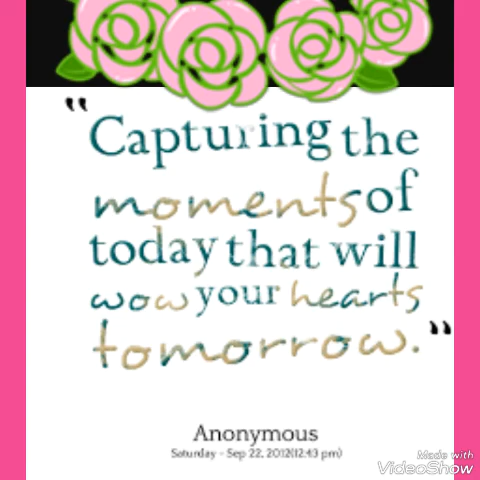 "Capturing the
moments of
today that will
wow your hearts
tomorrow."
Anonymous
Saturday - Sep 22, 2012(12:43 pm)
Made with
VideoShow